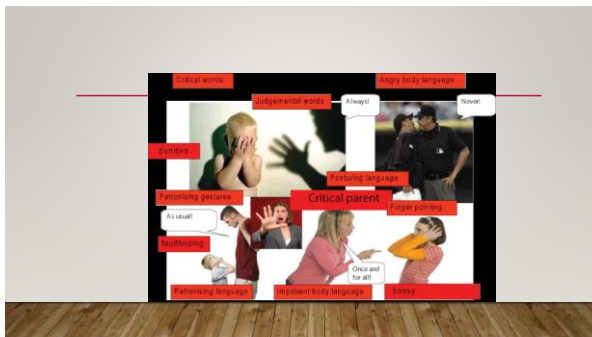 Critical words
Angry body language
Judgemental words
Always!
Never!
punitive
Posturing language
Patronising gestures
Critical parent
Finger pointing
As usual!
faultfinding
Once and
for all!
Patronising language
Impatient body language
bossy